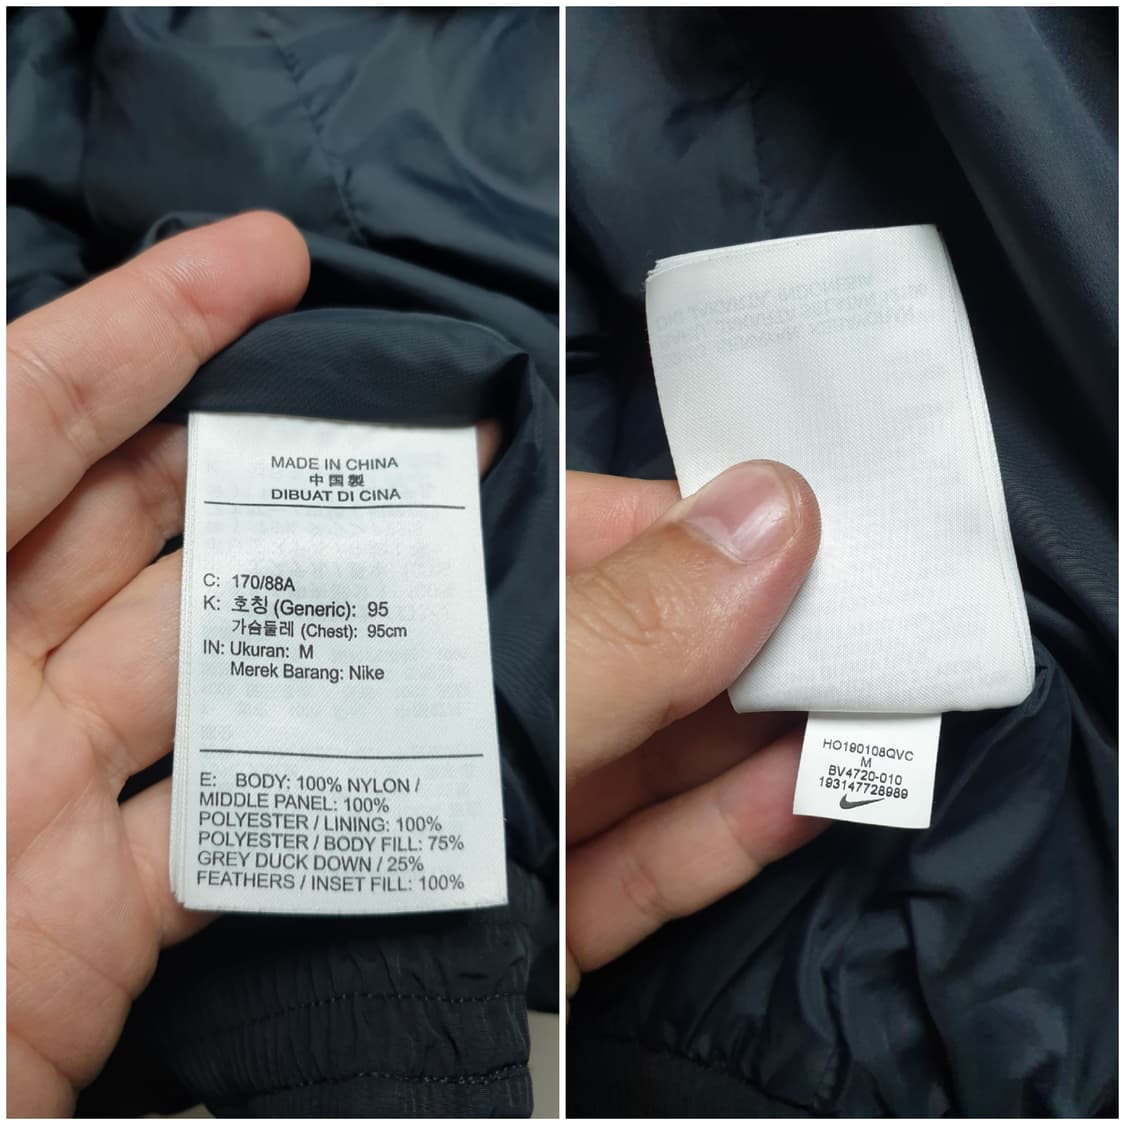 MADE IN CHINA
中国製
DIBUAT DI CINA
C: 170/88A
K: 호칭 (Generic): 95
가슴둘레 (Chest): 95cm
IN: Ukuran: M
Merek Barang: Nike
E: BODY: 100% NYLON /
MIDDLE PANEL: 100%
POLYESTER / LINING: 100%
POLYESTER / BODY FILL: 75%
GREY DUCK DOWN / 25%
FEATHERS / INSET FILL: 100%
HO190108QVC
M
BV4720-010
193147728989